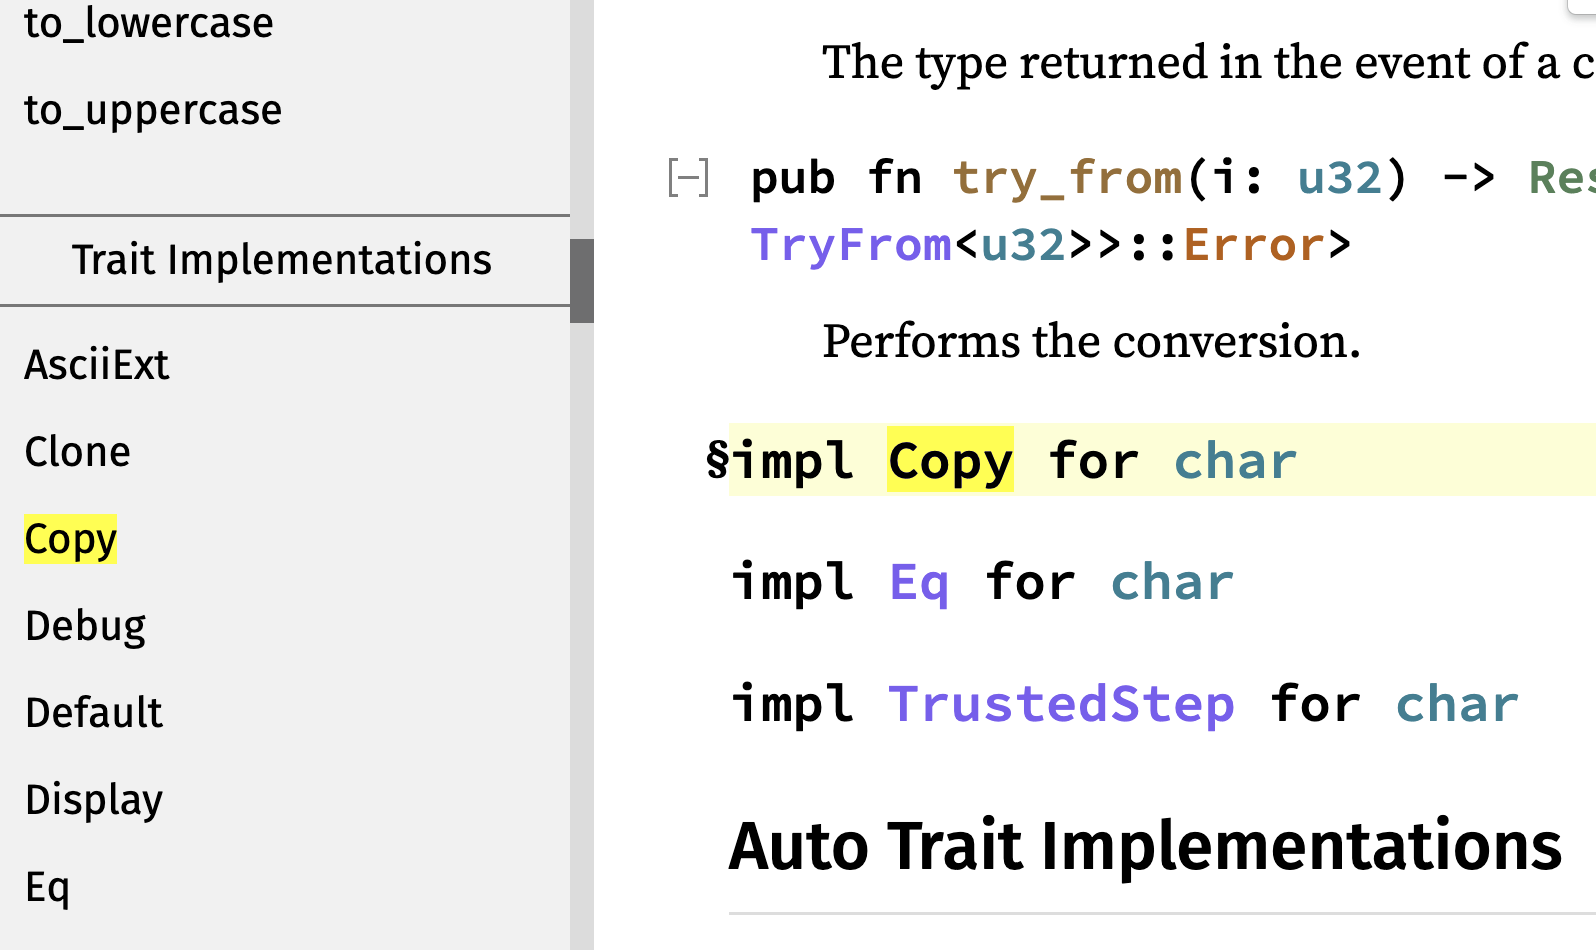 to_lowercase
to_uppercase
Trait Implementations
AsciiExt
Clone
Copy
Debug
Default
Display
Eq
The type returned in the event of a c
[−] pub fn try_from(i: u32) -> Res
TryFrom<u32>>::Error>
Performs the conversion.
§impl Copy for char
impl Eq for char
impl TrustedStep for char
Auto Trait Implementations